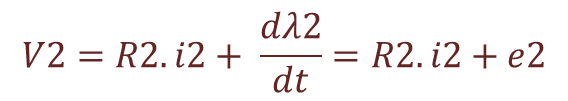 V2 = R2. i2 + dλ2/dt = R2. i2 + e2